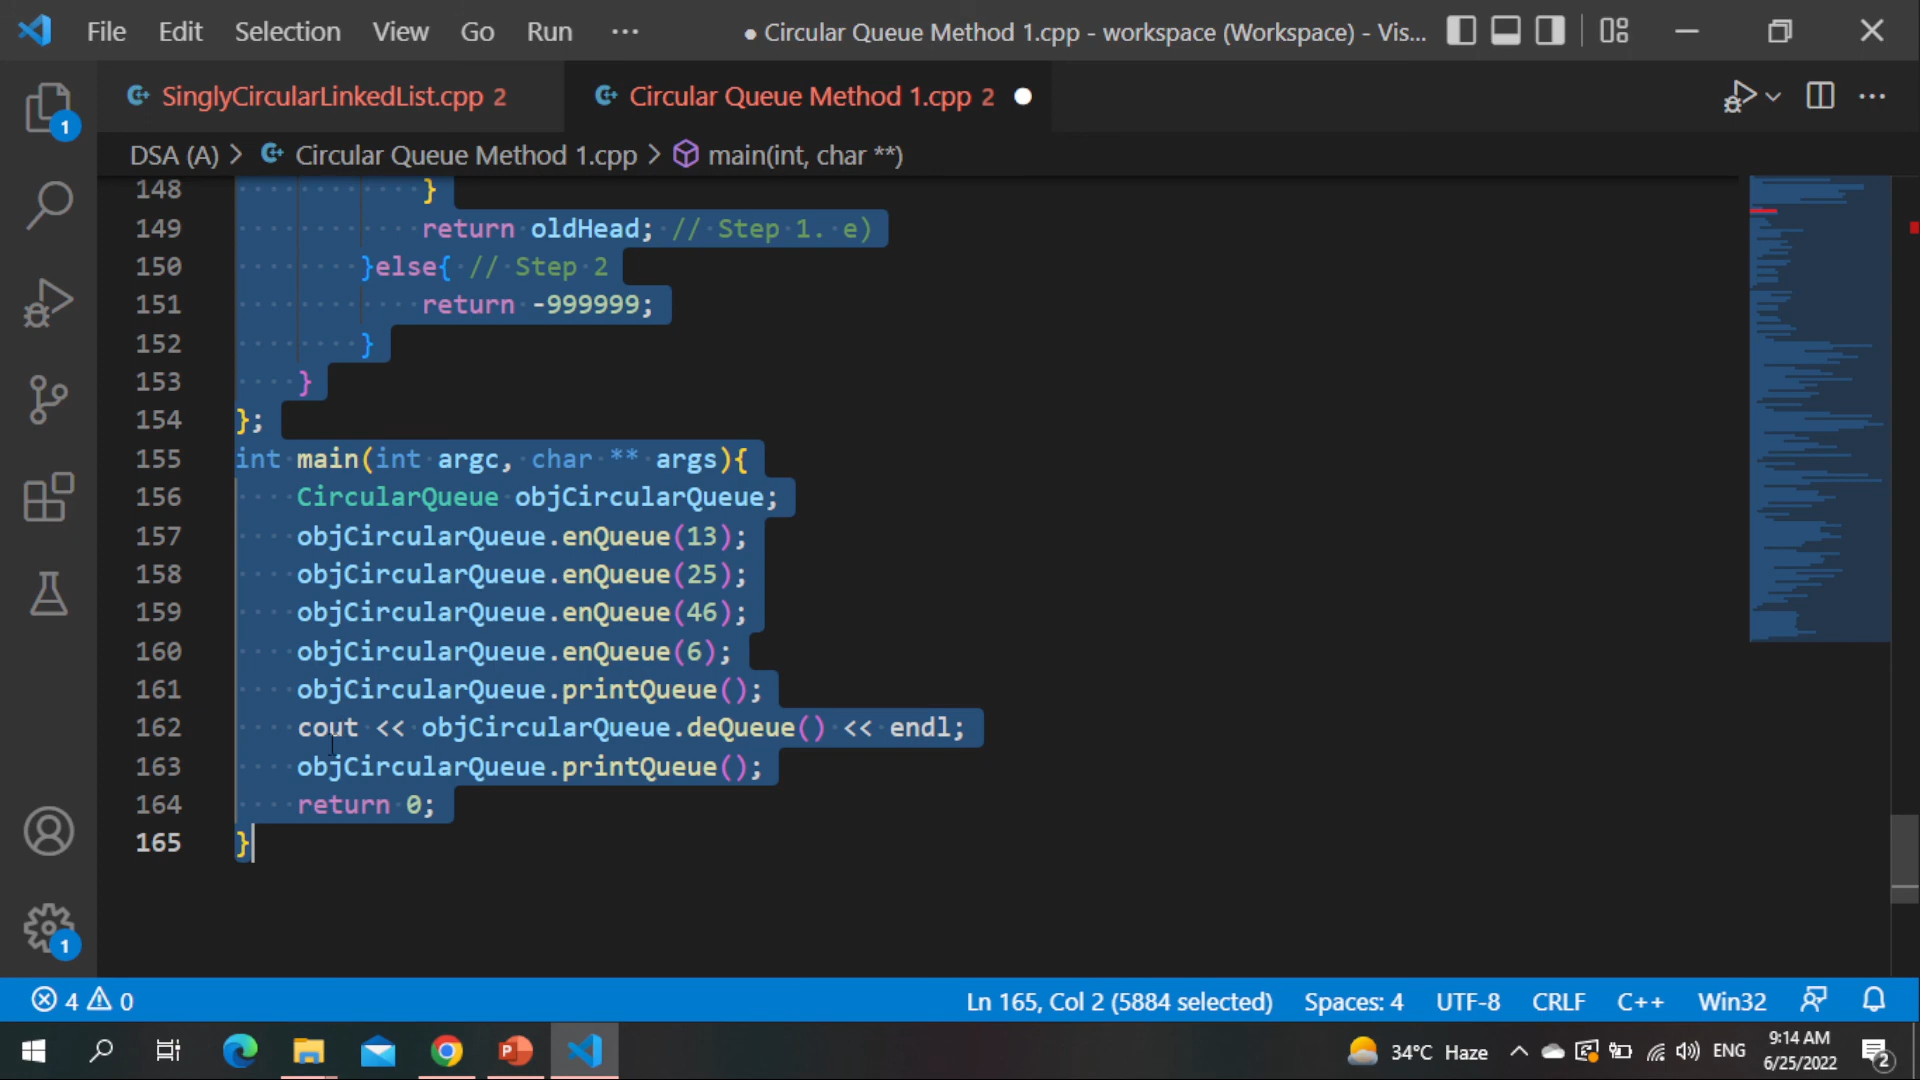 File Edit Selection View Go Run ··· ● Circular Queue Method 1.cpp - workspace (Workspace) - Vis...
SinglyCircularLinkedList.cpp 2 Circular Queue Method 1.cpp 2
DSA (A) > Circular Queue Method 1.cpp > main(int, char **)
148 }
149 return oldHead; // Step 1. e)
150 }else{ // Step 2
151 return -999999;
152 }
153 }
154 };
155 int main(int argc, char ** args){
156 CircularQueue objCircularQueue;
157 objCircularQueue.enQueue(13);
158 objCircularQueue.enQueue(25);
159 objCircularQueue.enQueue(46);
160 objCircularQueue.enQueue(6);
161 objCircularQueue.printQueue();
162 cout << objCircularQueue.deQueue() << endl;
163 objCircularQueue.printQueue();
164 return 0;
165 }
1
1
4 0 Ln 165, Col 2 (5884 selected) Spaces: 4 UTF-8 CRLF C++ Win32
34°C Haze ENG 9:14 AM
6/25/2022
2